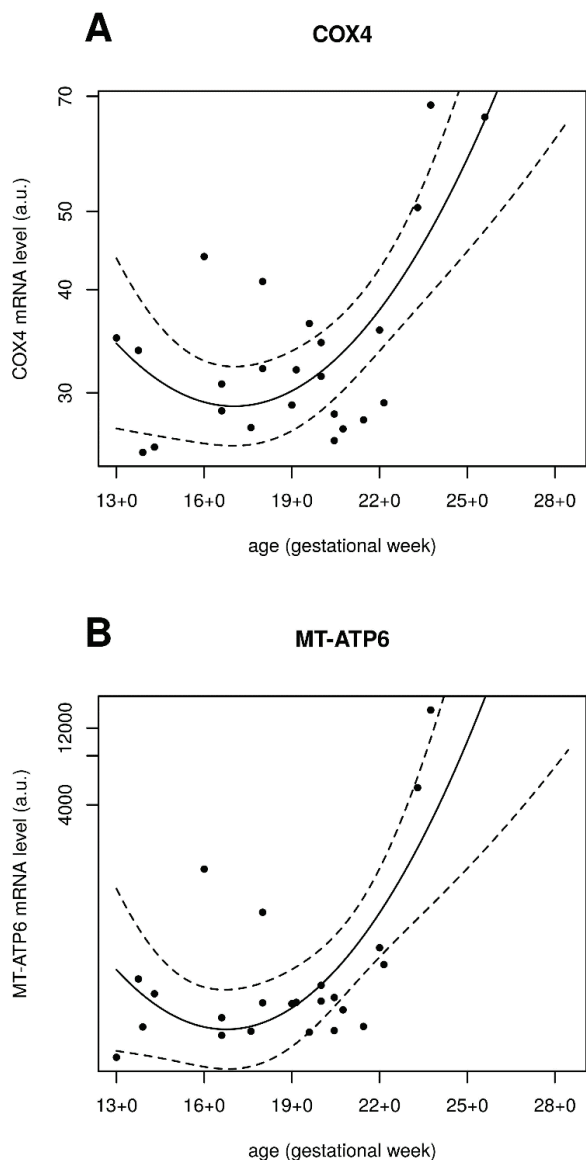 A
COX4
COX4 mRNA level (a.u.)
70
50
40
30
13+0 16+0 19+0 22+0 25+0 28+0
age (gestational week)
B
MT-ATP6
MT-ATP6 mRNA level (a.u.)
12000
4000
13+0 16+0 19+0 22+0 25+0 28+0
age (gestational week)